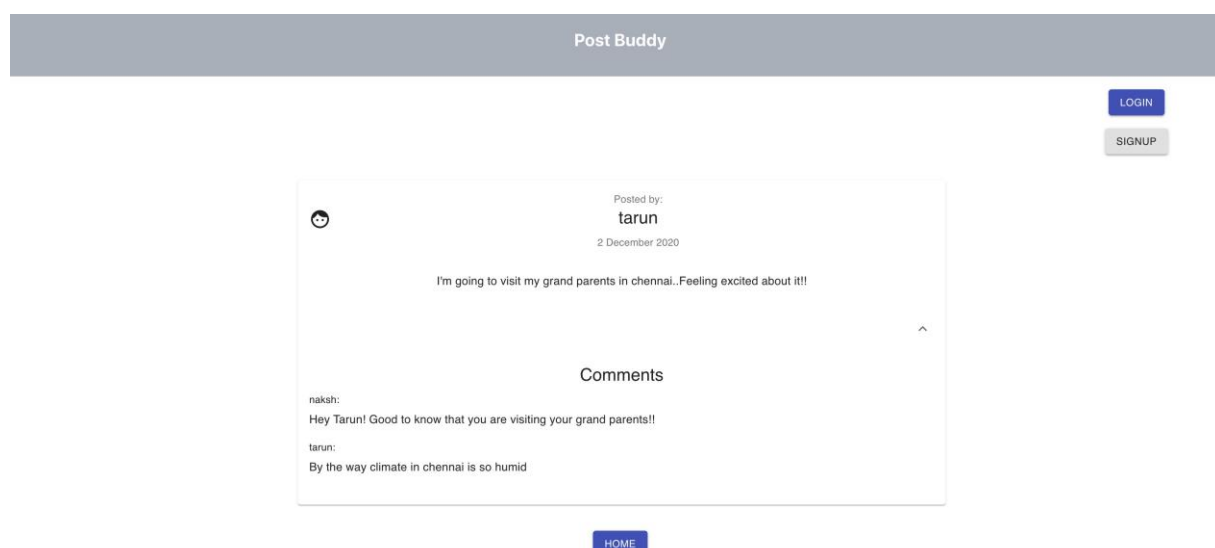 Post Buddy
LOGIN
SIGNUP
Posted by:
tarun
2 December 2020
I'm going to visit my grand parents in chennai..Feeling excited about it!!
Comments
naksh:
Hey Tarun! Good to know that you are visiting your grand parents!!
tarun:
By the way climate in chennai is so humid
HOME